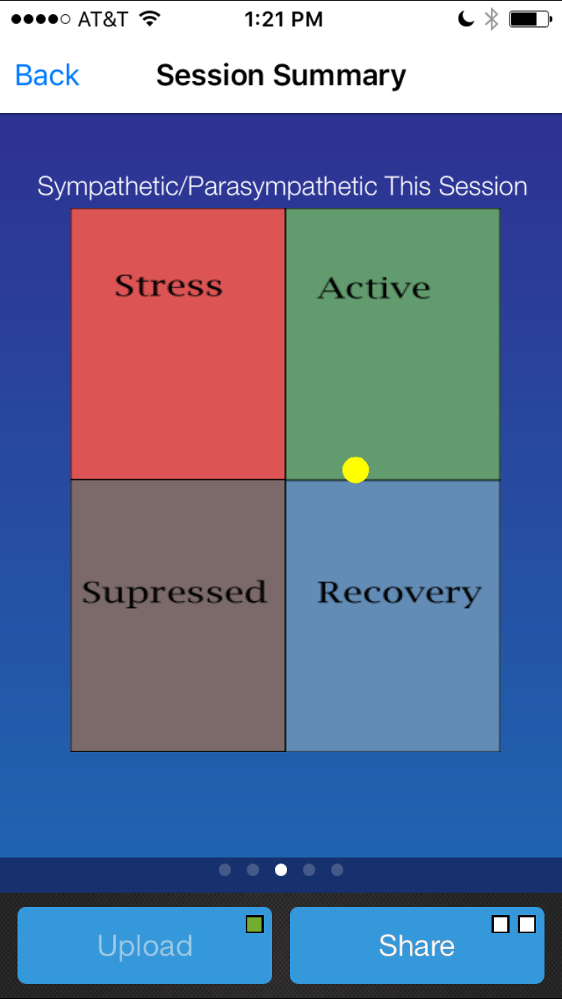 AT&T 1:21 PM
Back Session Summary
Sympathetic/Parasympathetic This Session
Stress Active
Supressed Recovery
Upload Share